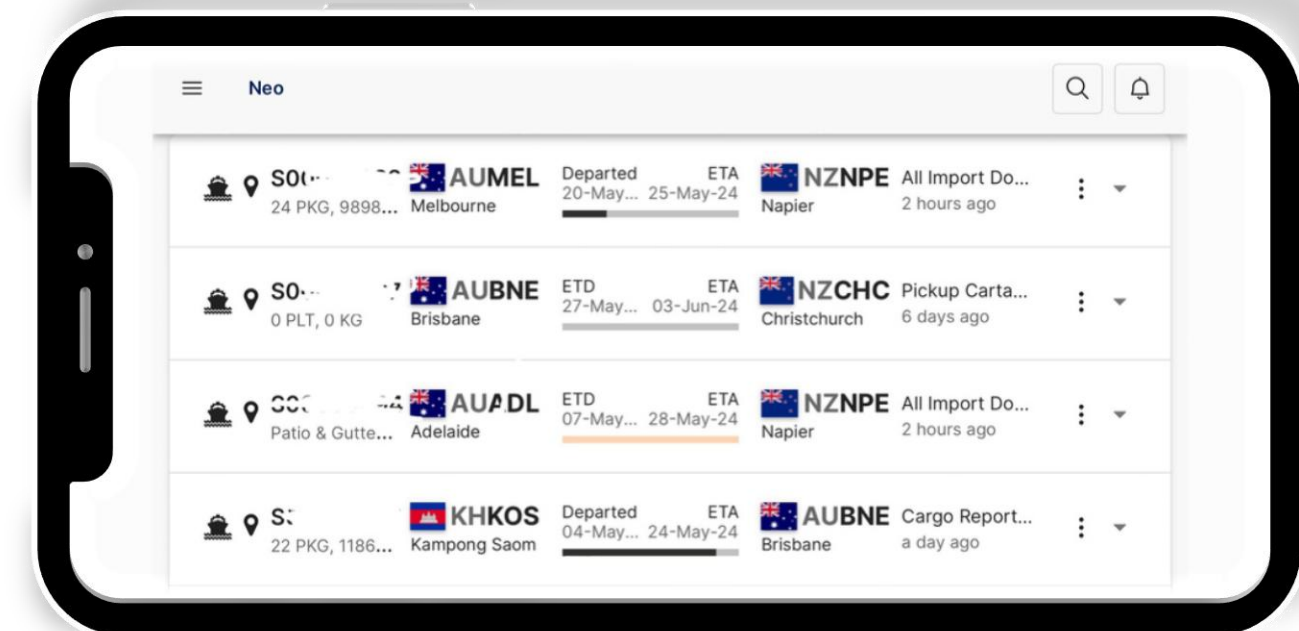 Neo
AUMEL Departed ETA NZNPE All Import Do...
24 PKG, 9898... Melbourne 20-May... 25-May-24 Napier 2 hours ago
AUBNE ETD ETA NZCHC Pickup Carta...
0 PLT, 0 KG Brisbane 27-May... 03-Jun-24 Christchurch 6 days ago
AUADL ETD ETA NZNPE All Import Do...
Patio & Gutte... Adelaide 07-May... 28-May-24 Napier 2 hours ago
KHKOS Departed ETA AUBNE Cargo Report...
22 PKG, 1186... Kampong Saom 04-May... 24-May-24 Brisbane a day ago